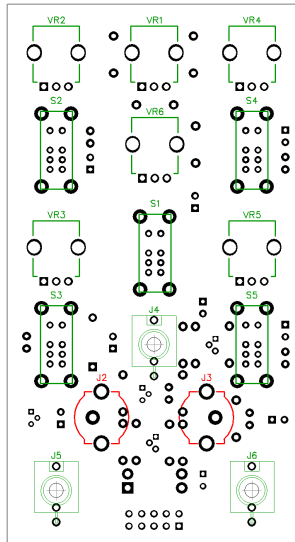 VR2 VR1 VR4
S2 S4
VR6
S1
VR3 VR5
S3 J4 S5
J2 J3
J5 J6